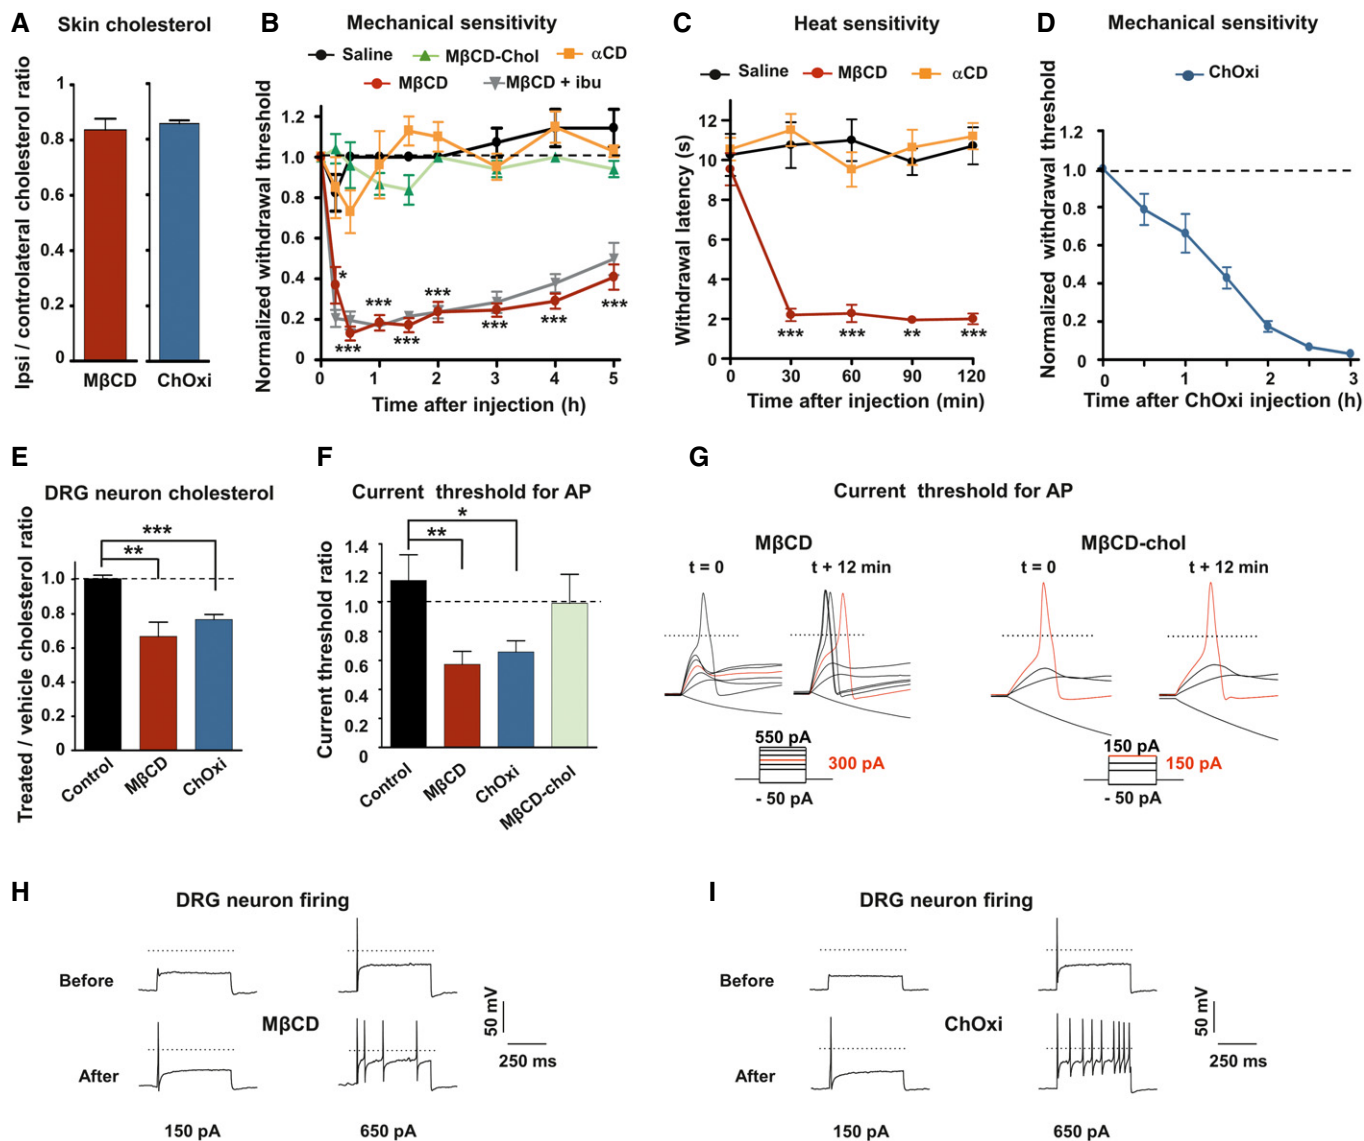 A
Skin cholesterol
Ipsi / controlateral cholesterol ratio
1
0.8
0.6
0.4
0.2
0
MβCD
ChOxi
B
Mechanical sensitivity
Saline
MβCD-Chol
αCD
MβCD
MβCD + ibu
Normalized withdrawal threshold
1.2
1.0
0.8
0.6
0.4
0.2
0
*
***
***
***
***
***
***
***
0 1 2 3 4 5
Time after injection (h)
C
Heat sensitivity
Saline
MβCD
αCD
Withdrawal latency (s)
12
10
8
6
4
2
0
***
***
**
***
0 30 60 90 120
Time after injection (min)
D
Mechanical sensitivity
ChOxi
Normalized withdrawal threshold
1.2
1.0
0.8
0.6
0.4
0.2
0
0 1 2 3
Time after ChOxi injection (h)
E
DRG neuron cholesterol
Treated / vehicle cholesterol ratio
***
**
1.0
0.8
0.6
0.4
0.2
0
Control
MβCD
ChOxi
F
Current threshold for AP
Current threshold ratio
*
**
1.4
1.2
1.0
0.8
0.6
0.4
0.2
0
Control
MβCD
ChOxi
MβCD-chol
G
Current threshold for AP
MβCD
t = 0
t + 12 min
550 pA
300 pA
- 50 pA
MβCD-chol
t = 0
t + 12 min
150 pA
150 pA
- 50 pA
H
DRG neuron firing
Before
MβCD
After
50 mV
250 ms
150 pA
650 pA
I
DRG neuron firing
Before
ChOxi
After
50 mV
250 ms
150 pA
650 pA